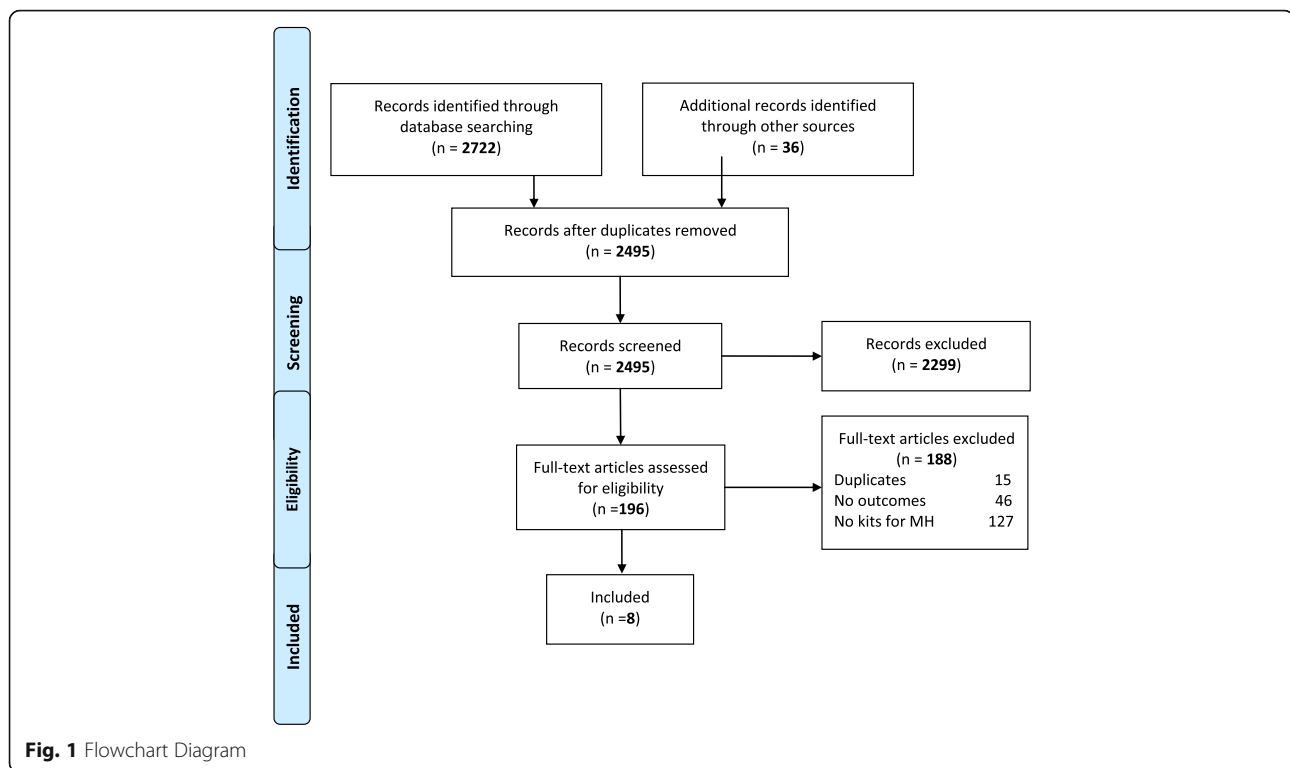 Identification
Records identified through
database searching
(n = 2722)
Additional records identified
through other sources
(n = 36)
Records after duplicates removed
(n = 2495)
Screening
Records screened
(n = 2495)
Records excluded
(n = 2299)
Eligibility
Full-text articles assessed
for eligibility
(n =196)
Full-text articles excluded
(n = 188)
Duplicates 15
No outcomes 46
No kits for MH 127
Included
Included
(n =8)
Fig. 1 Flowchart Diagram